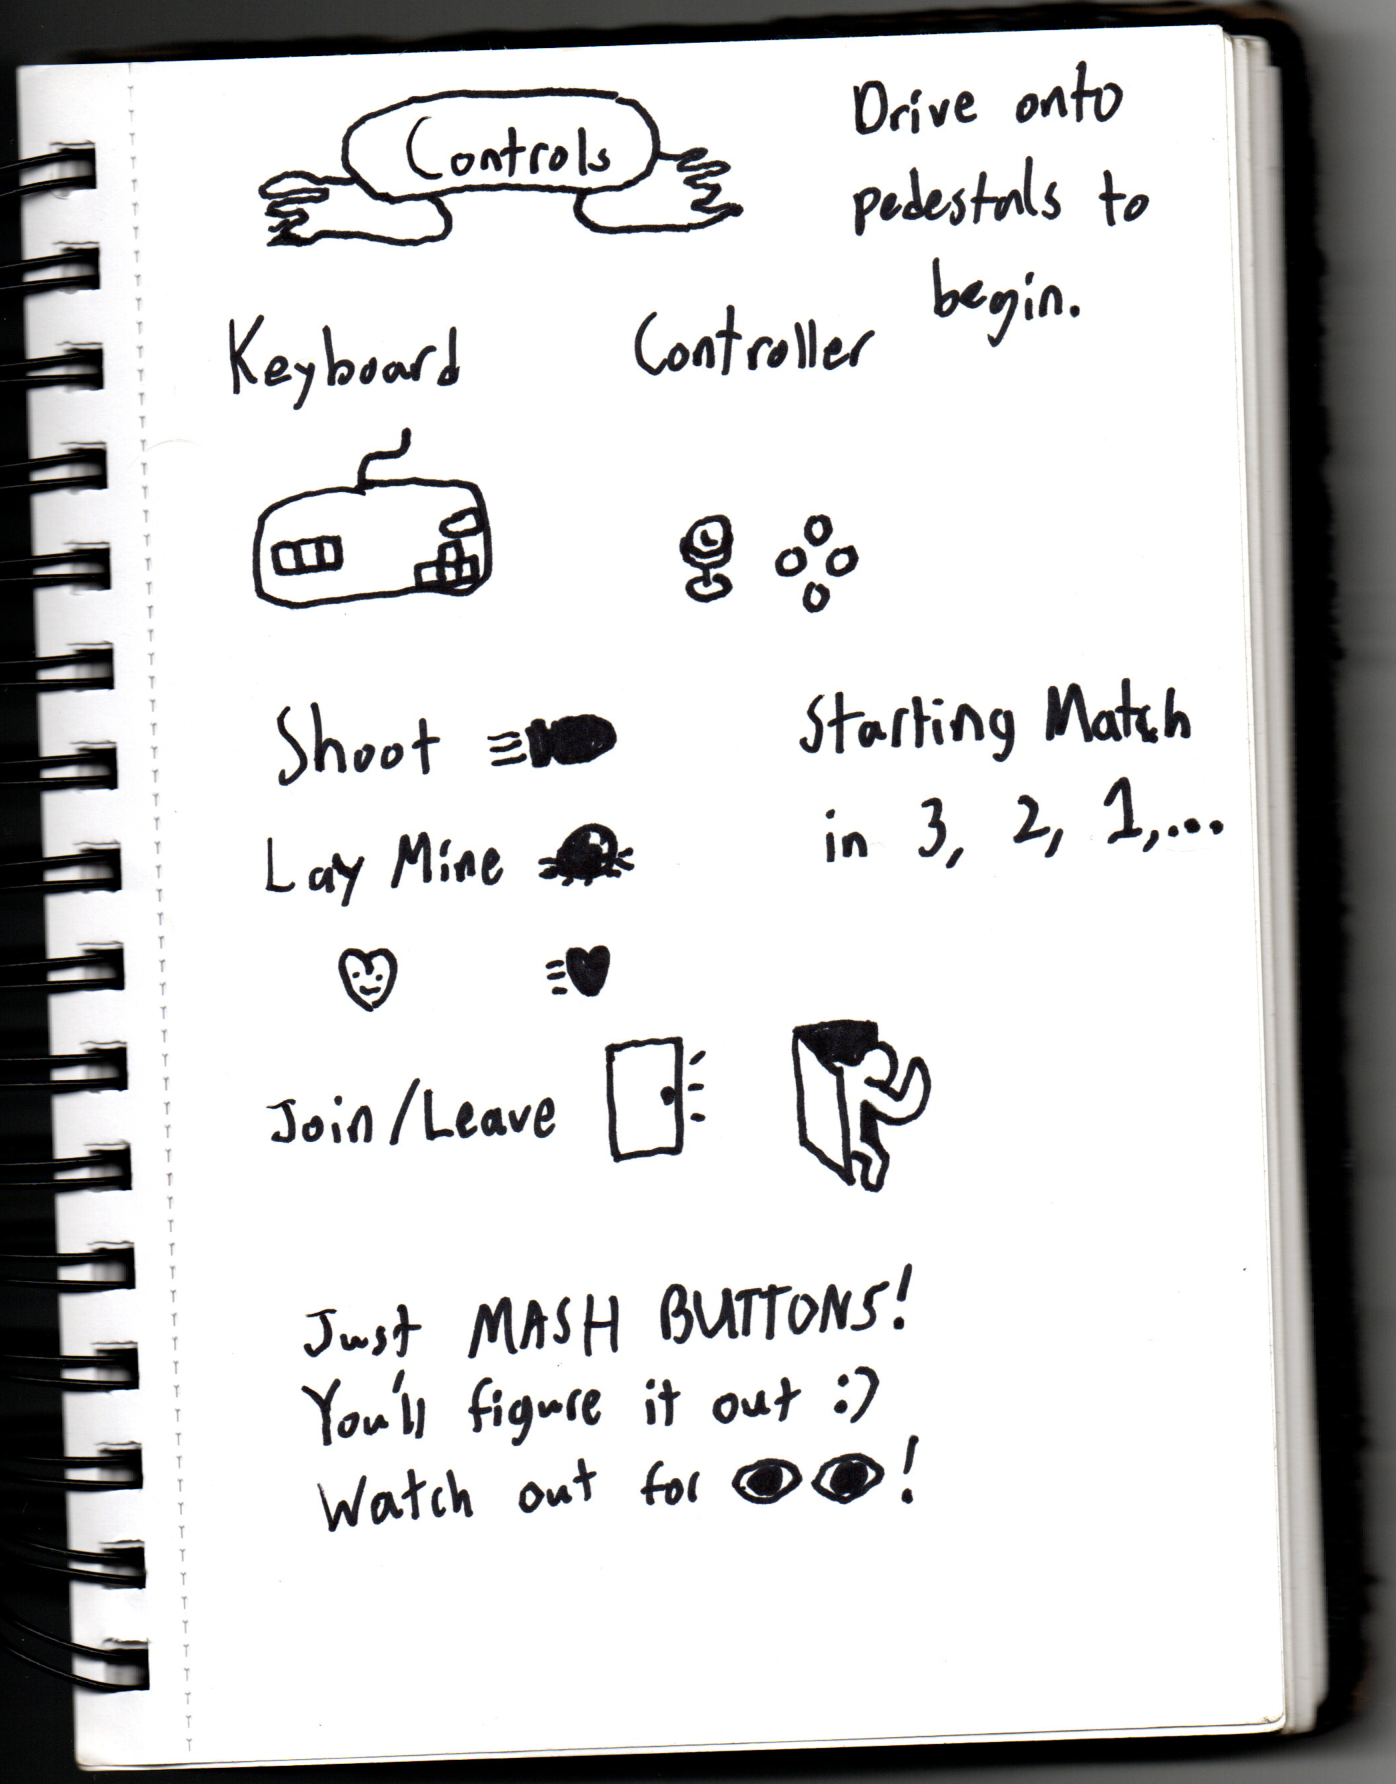 Controls
Drive onto
pedestals to
begin.
Keyboard
Controller
Shoot
Starting Match
in 3, 2, 1,...
Lay Mine
Join/Leave
Just MASH BUTTONS!
You'll figure it out :)
Watch out for !